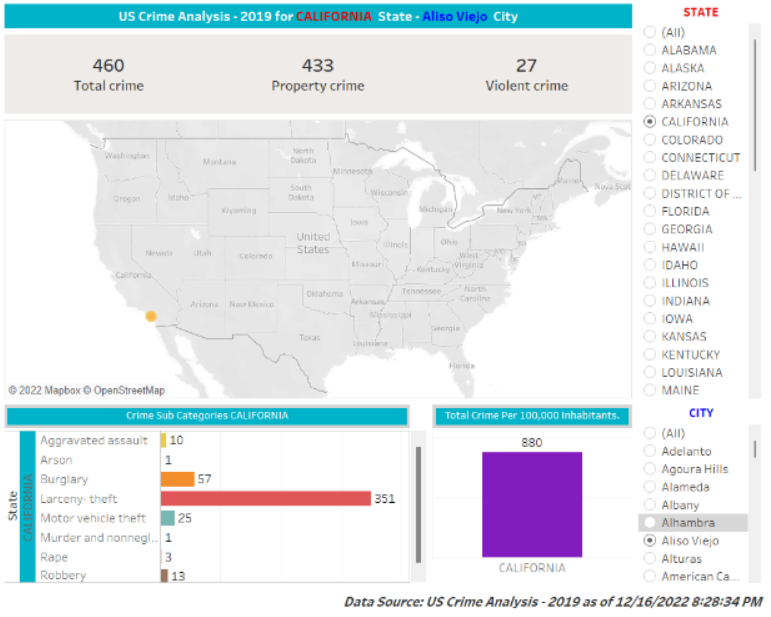 US Crime Analysis - 2019 for CALIFORNIA State - Aliso Viejo City
460
Total crime
433
Property crime
27
Violent crime
Washington
Montana
North
Dakota
Minnesota
Oregon
Idaho
South
Dakota
Wisconsin
Michigan
Maine
Nova Scot
VT
New York
MA
Wyoming
Iowa
Nevada
Utah
Colorado
United
States
Illinois
Ohio
West
Virginia
Missouri
Kentucky
California
Arizona
New Mexico
Oklahoma
Arkansas
Tennessee
North
Carolina
Mississippi
Georgia
Texas
Louisiana
Florida
© 2022 Mapbox © OpenStreetMap
STATE
(All)
ALABAMA
ALASKA
ARIZONA
ARKANSAS
CALIFORNIA
COLORADO
CONNECTICUT
DELAWARE
DISTRICT OF ...
FLORIDA
GEORGIA
HAWAII
IDAHO
ILLINOIS
INDIANA
IOWA
KANSAS
KENTUCKY
LOUISIANA
MAINE
Crime Sub Categories CALIFORNIA
State
CALIFORNIA
Aggravated assault 10
Arson 1
Burglary 57
Larceny- theft 351
Motor vehicle theft 25
Murder and nonnegl.. 1
Rape 3
Robbery 13
Total Crime Per 100,000 Inhabitants.
880
CALIFORNIA
CITY
(All)
Adelanto
Agoura Hills
Alameda
Albany
Alhambra
Aliso Viejo
Alturas
American Ca...
Data Source: US Crime Analysis - 2019 as of 12/16/2022 8:28:34 PM